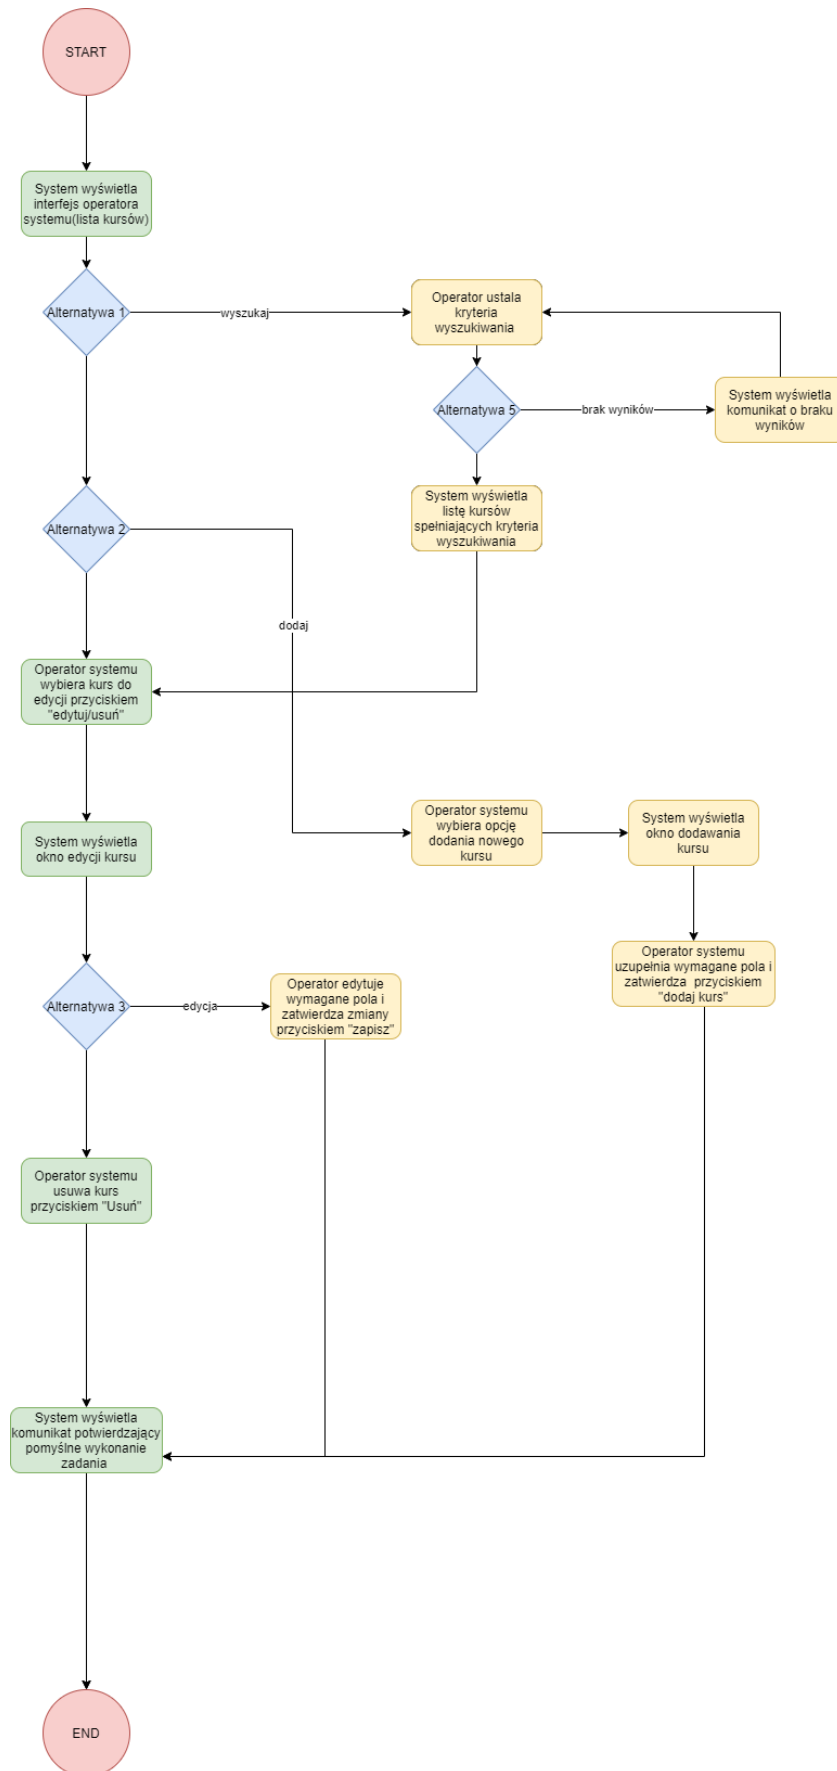 START
System wyświetla
interfejs operatora
systemu(lista kursów)
Alternatywa 1
wyszukaj
Operator ustala
kryteria
wyszukiwania
Alternatywa 5
brak wyników
System wyświetla
komunikat o braku
wyników
System wyświetla
listę kursów
spełniających kryteria
wyszukiwania
Alternatywa 2
dodaj
Operator systemu
wybiera kurs do
edycji przyciskiem
"edytuj/usuń"
System wyświetla
okno edycji kursu
Operator systemu
wybiera opcję
dodania nowego
kursu
System wyświetla
okno dodawania
kursu
Operator systemu
uzupełnia wymagane pola i
zatwierdza przyciskiem
"dodaj kurs"
Alternatywa 3
edycja
Operator edytuje
wymagane pola i
zatwierdza zmiany
przyciskiem "zapisz"
Operator systemu
usuwa kurs
przyciskiem "Usuń"
System wyświetla
komunikat potwierdzający
pomyślne wykonanie
zadania
END